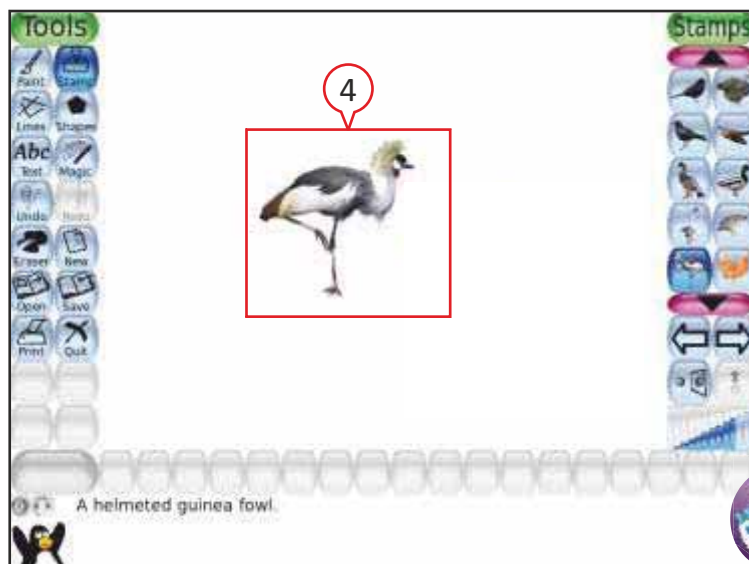 Tools
Stamps
4
Paint Stamp
Lines Shapes
Abc
Text Magic
Undo Redo
Eraser New
Open Save
Print Quit
A helmeted guinea fowl.